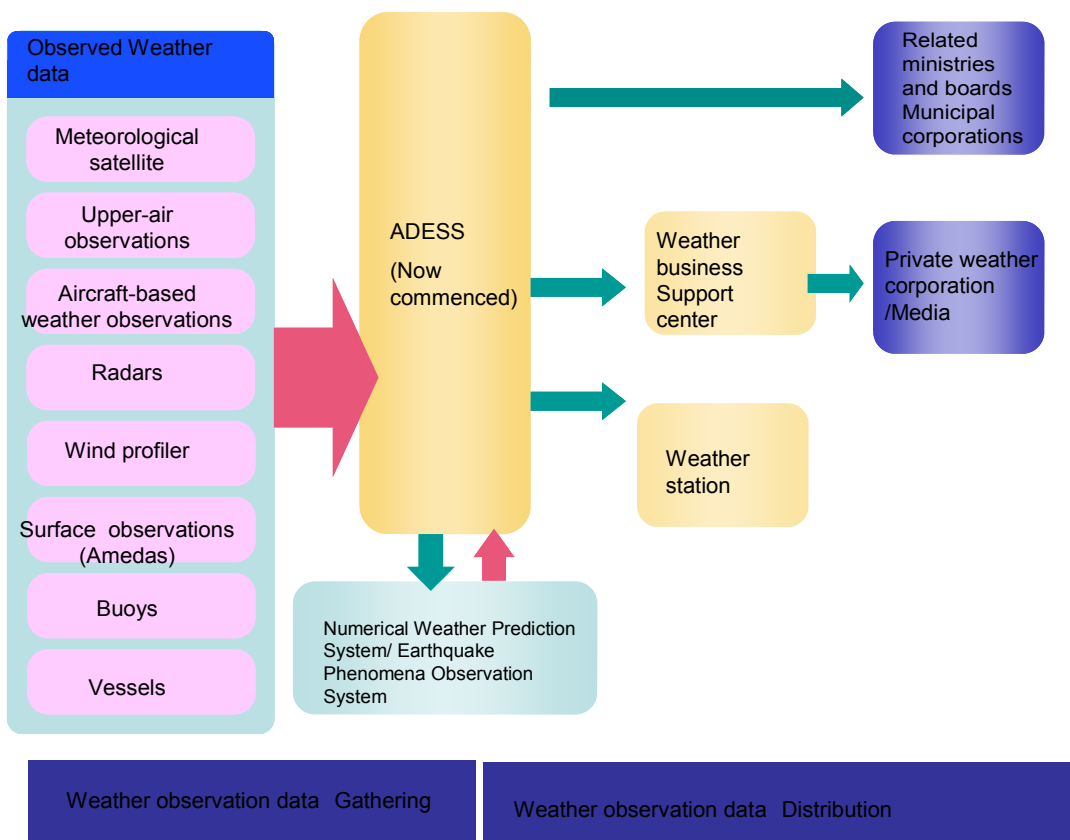 Observed Weather
data
Meteorological
satellite
Upper-air
observations
Aircraft-based
weather observations
Radars
Wind profiler
Surface observations
(Amedas)
Buoys
Vessels
ADESS
(Now
commenced)
Numerical Weather Prediction
System/ Earthquake
Phenomena Observation
System
Related
ministries
and boards
Municipal
corporations
Weather
business
Support
center
Private weather
corporation
/Media
Weather
station
Weather observation data Gathering
Weather observation data Distribution